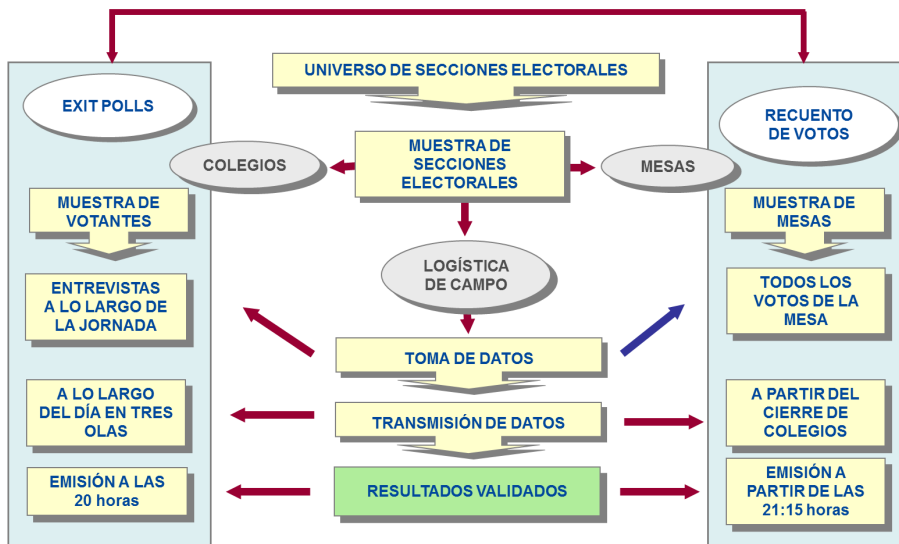 UNIVERSO DE SECCIONES ELECTORALES
EXIT POLLS
RECUENTO
DE VOTOS
COLEGIOS
MUESTRA DE
SECCIONES
ELECTORALES
MESAS
MUESTRA DE
VOTANTES
MUESTRA DE
MESAS
LOGÍSTICA
DE CAMPO
ENTREVISTAS
A LO LARGO DE
LA JORNADA
TODOS LOS
VOTOS DE LA
MESA
TOMA DE DATOS
A LO LARGO
DEL DÍA EN TRES
OLAS
TRANSMISIÓN DE DATOS
A PARTIR DEL
CIERRE DE
COLEGIOS
EMISIÓN A LAS
20 horas
RESULTADOS VALIDADOS
EMISIÓN A
PARTIR DE LAS
21:15 horas